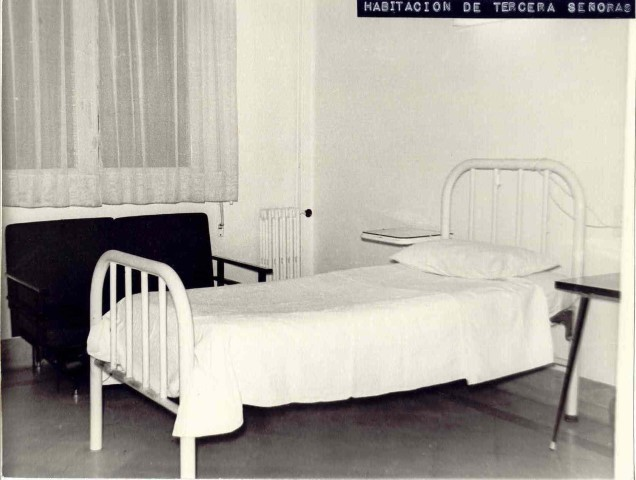 HABITACION DE TERCERA SEÑORAS